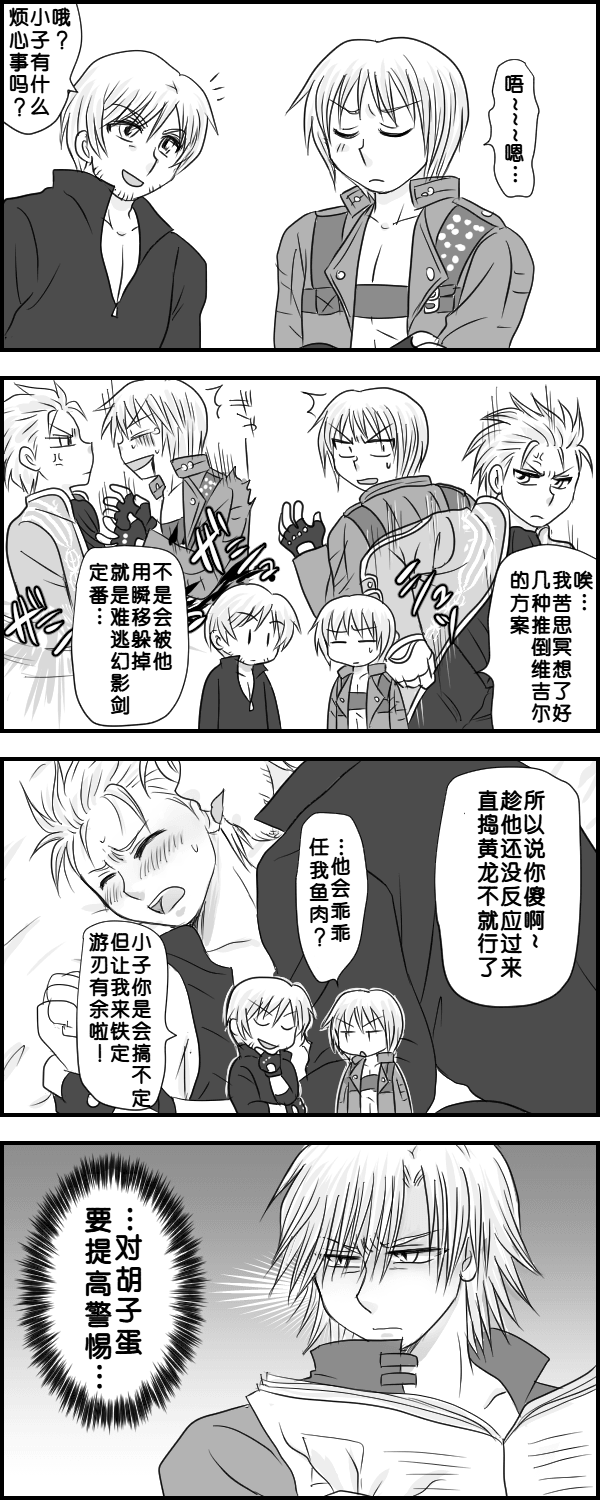 唔~~~嗯…
哦？
小子有什么
烦心事吗？
唉…
我苦思冥想了好
几种推倒维吉尔
的方案
不是会被他
用瞬移躲掉
就是难逃幻影剑
定番…
所以说你傻啊~
趁他还没反应过来
直捣黄龙不就行了
…他会乖乖
任我鱼肉？
小子你是会搞不定
但让我来铁定
游刃有余啦！
…对胡子蛋
要提高警惕…